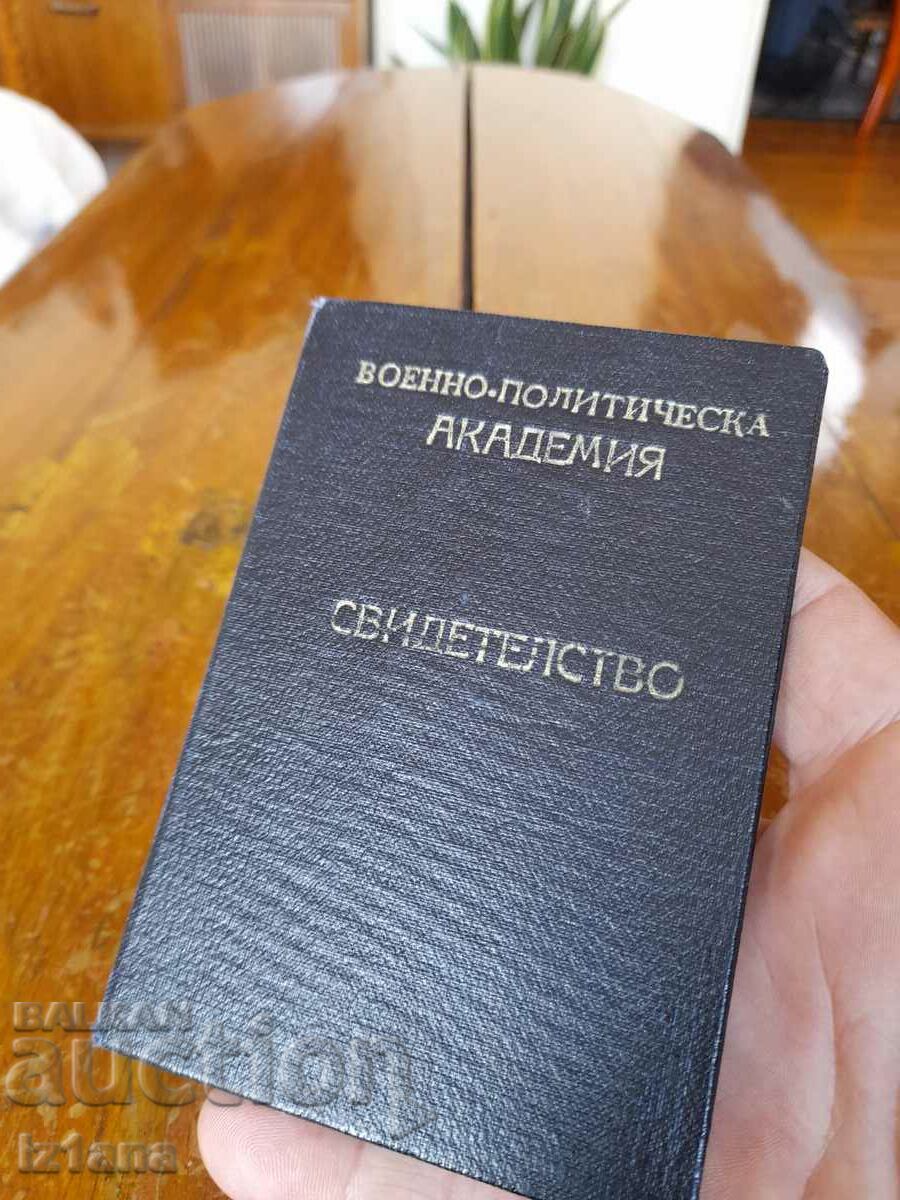 ВОЕННО-ПОЛИТИЧЕСКА
АКАДЕМИЯ
СВИДЕТЕЛСТВО
BALKAN
auction
iz1ana